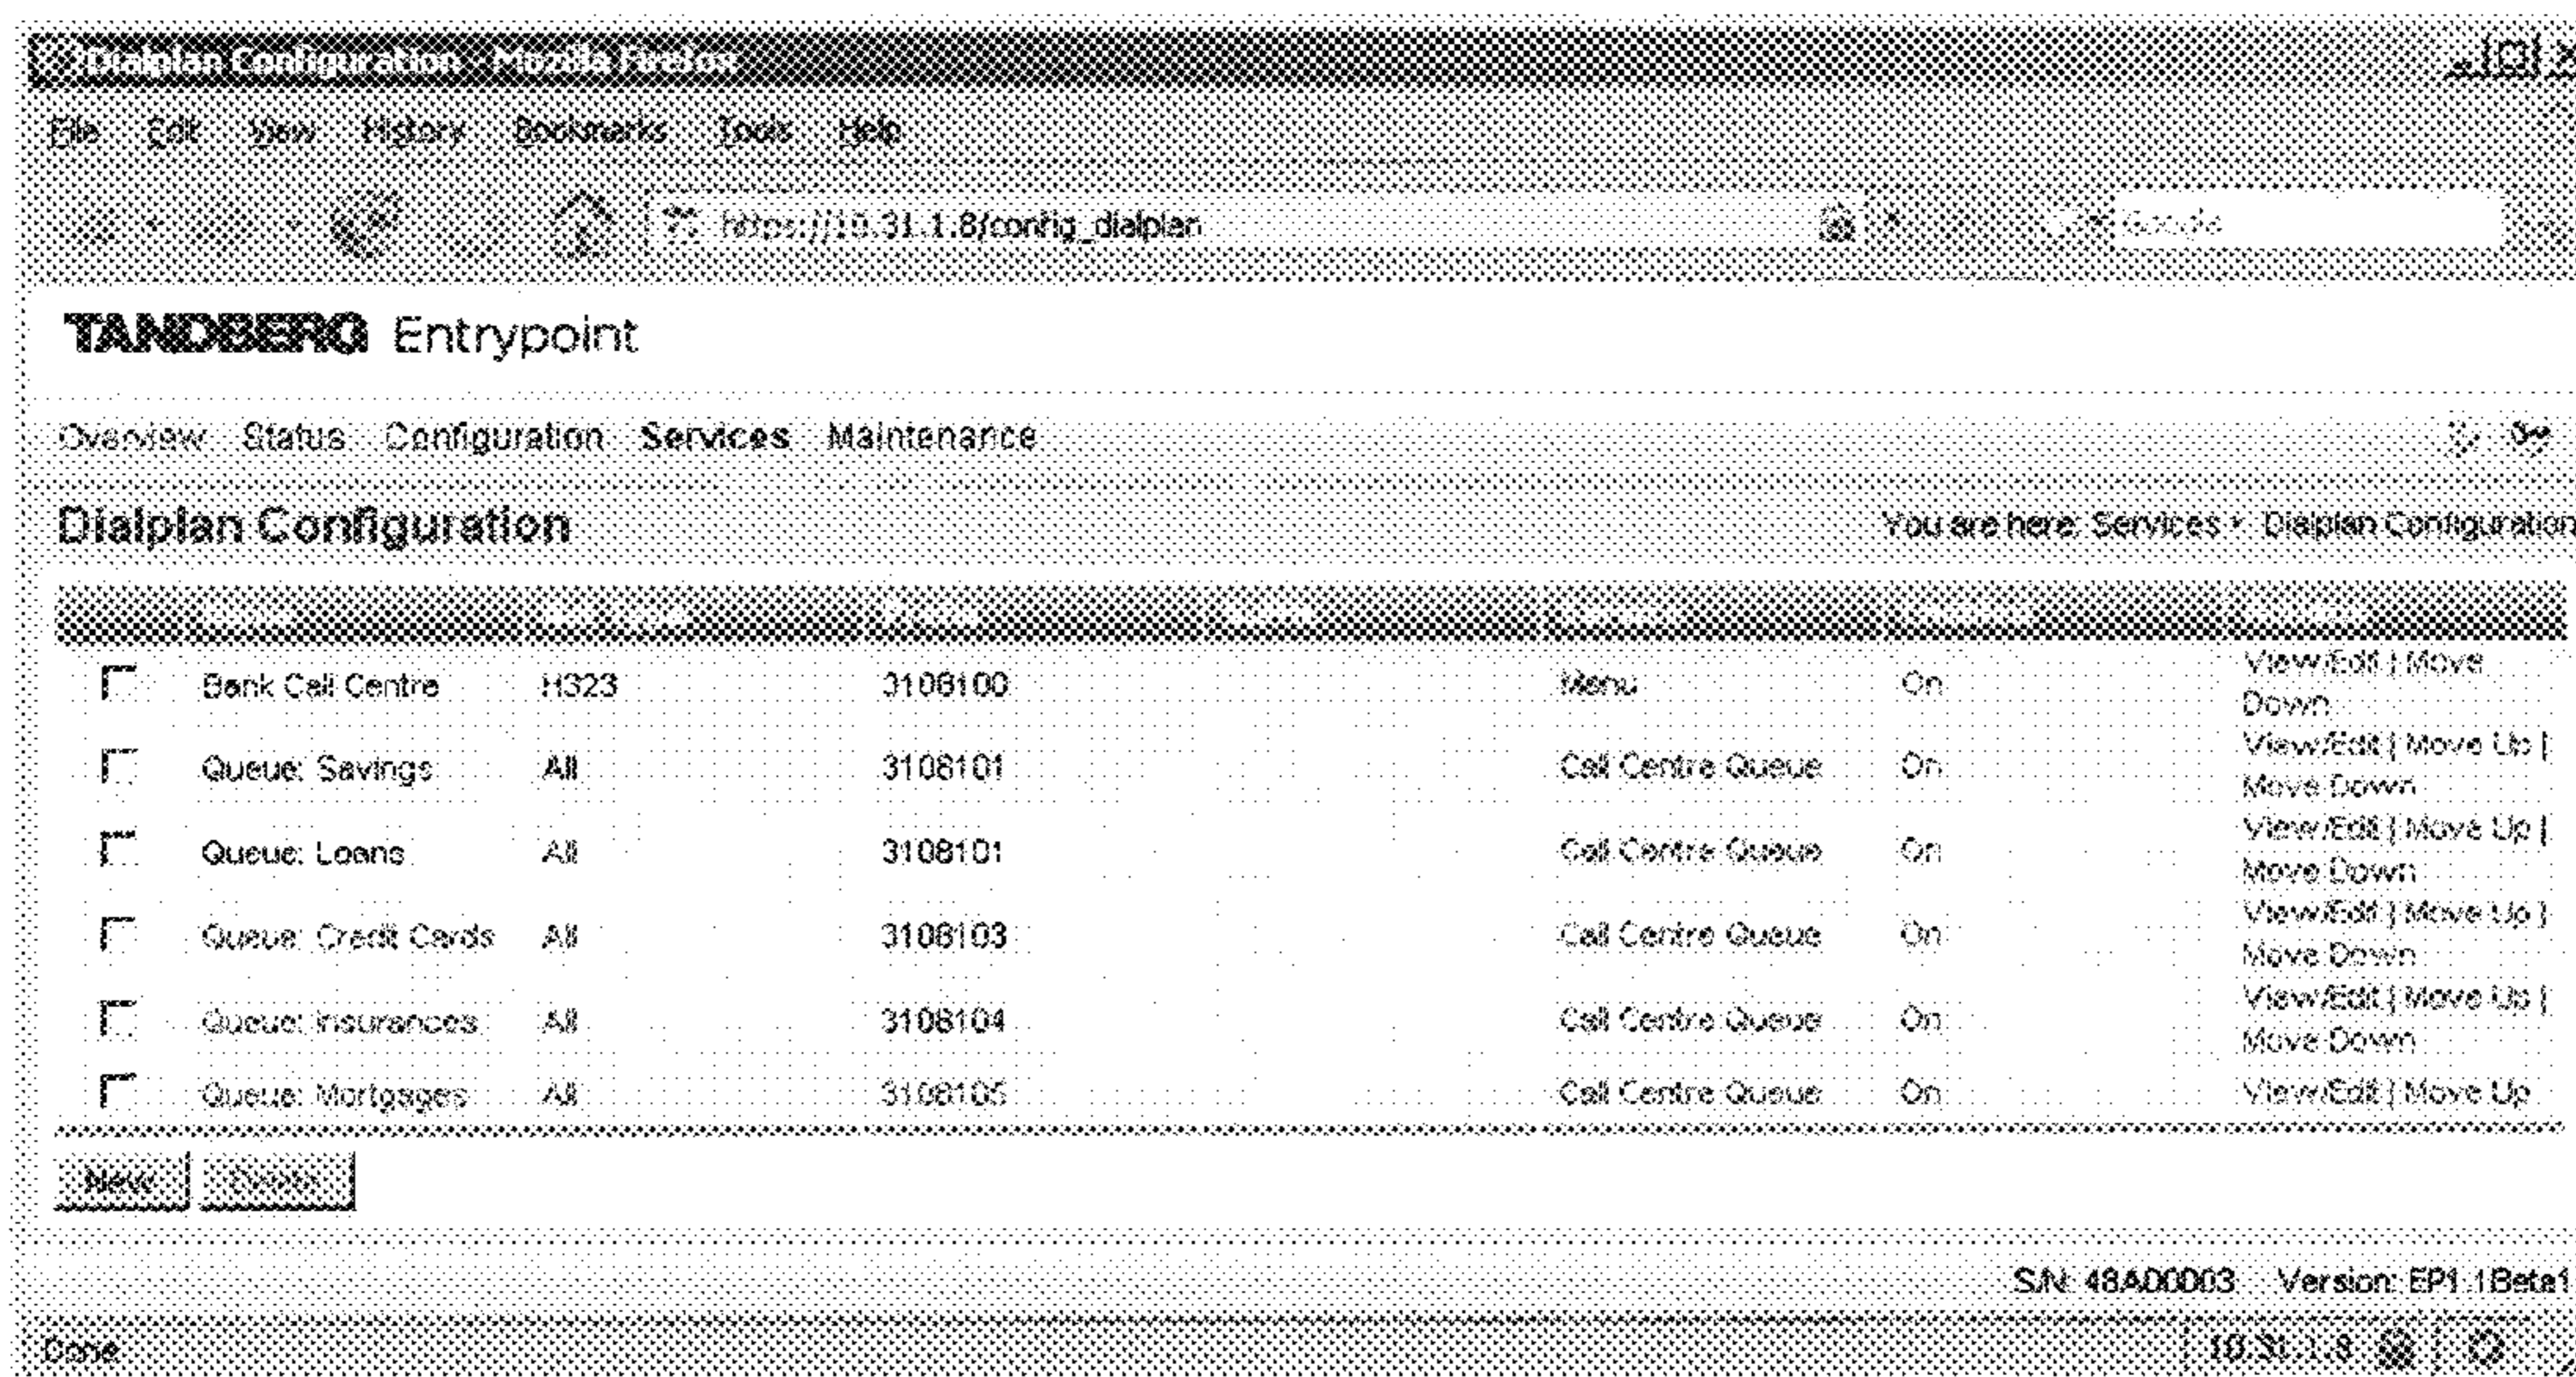 Dialplan Configuration - Mozilla Firefox
File Edit View History Bookmarks Tools Help
https://10.31.1.8/config_dialplan Google
TANDBERG Entrypoint
Overview Status Configuration Services Maintenance
Dialplan Configuration You are here: Services Dialplan Configuration
Bank Call Centre H323 3108100 Menu On View/Edit | Move Down
Queue: Savings All 3108101 Call Centre Queue On View/Edit | Move Up | Move Down
Queue: Loans All 3108101 Call Centre Queue On View/Edit | Move Up | Move Down
Queue: Credit Cards All 3108103 Call Centre Queue On View/Edit | Move Up | Move Down
Queue: Insurances All 3108104 Call Centre Queue On View/Edit | Move Up | Move Down
Queue: Mortgages All 3108105 Call Centre Queue On View/Edit | Move Up
New Delete
S/N: 48A00003 Version: EP1.1Beta1
Done 10.31.1.8